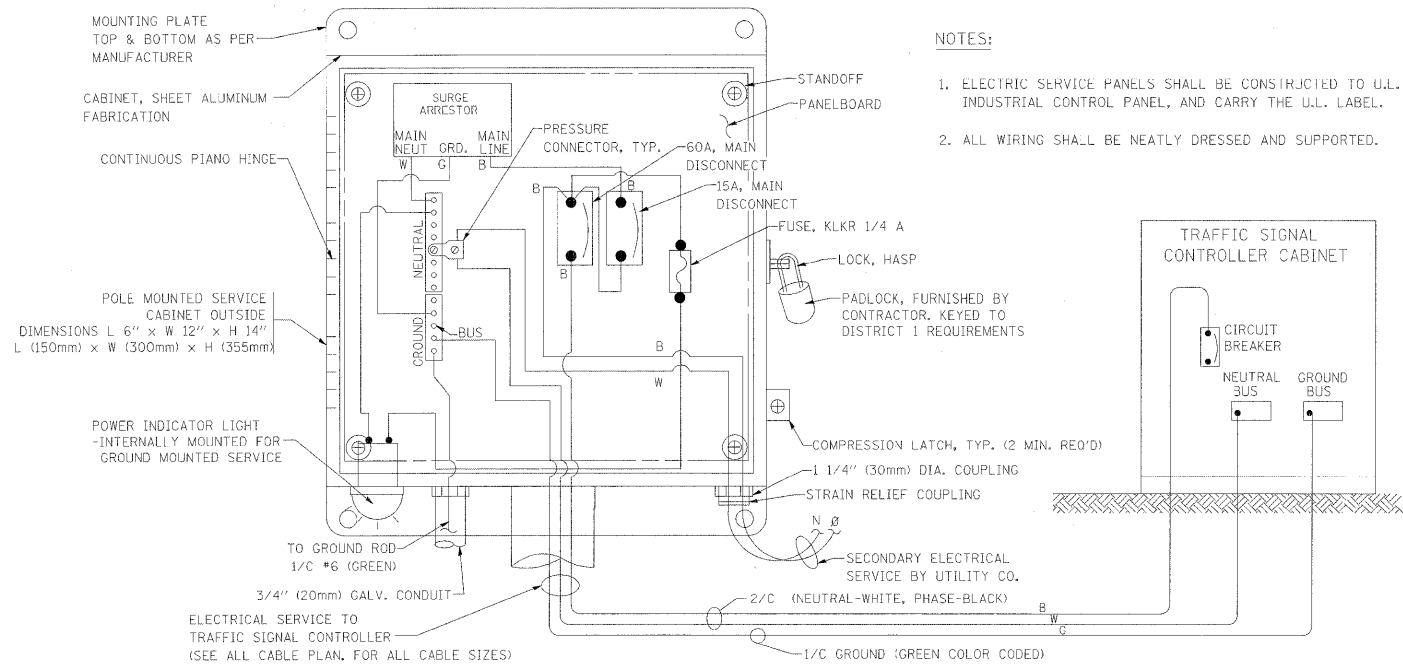 MOUNTING PLATE
TOP & BOTTOM AS PER
MANUFACTURER
CABINET, SHEET ALUMINUM
FABRICATION
CONTINUOUS PIANO HINGE
POLE MOUNTED SERVICE
CABINET OUTSIDE
DIMENSIONS L 6" x W 12" x H 14"
L (150mm) x W (300mm) x H (355mm)
POWER INDICATOR LIGHT
-INTERNALLY MOUNTED FOR
GROUND MOUNTED SERVICE
SURGE
ARRESTOR
MAIN
NEUT
GRD.
MAIN
LINE
W
G
B
PRESSURE
CONNECTOR, TYP.
NEUTRAL
GROUND
BUS
B
B
B
B
W
STANDOFF
PANELBOARD
60A, MAIN
DISCONNECT
15A, MAIN
DISCONNECT
FUSE, KLKR 1/4 A
LOCK, HASP
PADLOCK, FURNISHED BY
CONTRACTOR. KEYED TO
DISTRICT 1 REQUIREMENTS
COMPRESSION LATCH, TYP. (2 MIN. REQ'D)
1 1/4" (30mm) DIA. COUPLING
STRAIN RELIEF COUPLING
N Ø
SECONDARY ELECTRICAL
SERVICE BY UTILITY CO.
TO GROUND ROD
1/C #6 (GREEN)
3/4" (20mm) GALV. CONDUIT
ELECTRICAL SERVICE TO
TRAFFIC SIGNAL CONTROLLER
(SEE ALL CABLE PLAN, FOR ALL CABLE SIZES)
2/C (NEUTRAL-WHITE, PHASE-BLACK)
B
W
G
1/C GROUND (GREEN COLOR CODED)
NOTES:
1. ELECTRIC SERVICE PANELS SHALL BE CONSTRUCTED TO U.L.
INDUSTRIAL CONTROL PANEL, AND CARRY THE U.L. LABEL.
2. ALL WIRING SHALL BE NEATLY DRESSED AND SUPPORTED.
TRAFFIC SIGNAL
CONTROLLER CABINET
CIRCUIT
BREAKER
NEUTRAL
BUS
GROUND
BUS